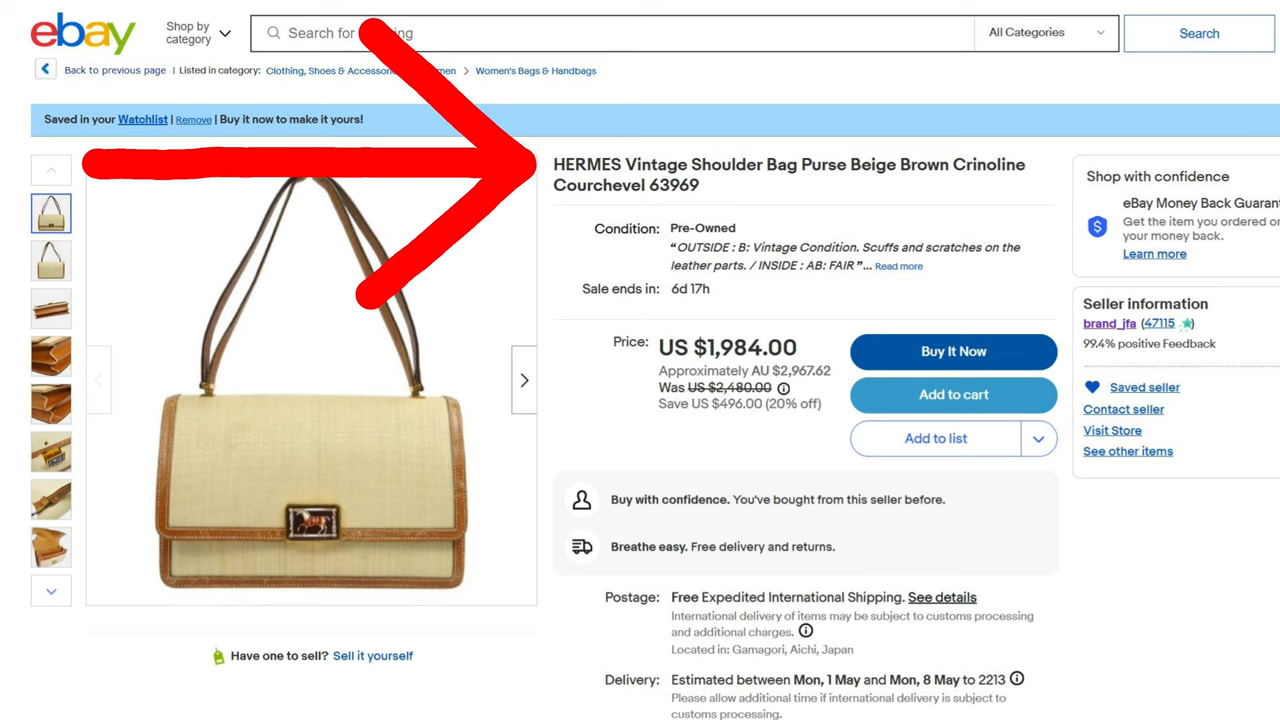 ebay
Shop by
category
Search for
ing
All Categories
Search
Back to previous page | Listed in category: Clothing, Shoes & Accessor
men > Women's Bags & Handbags
Saved in your Watchlist | Remove | Buy it now to make it yours!
HERMES Vintage Shoulder Bag Purse Beige Brown Crinoline
Courchevel 63969
Condition: Pre-Owned
“OUTSIDE : B: Vintage Condition. Scuffs and scratches on the
leather parts. / INSIDE : AB: FAIR ”... Read more
Sale ends in: 6d 17h
Price: US $1,984.00
Approximately AU $2,967.62
Was US $2,480.00
Save US $496.00 (20% off)
Buy It Now
Add to cart
Add to list
Buy with confidence. You've bought from this seller before.
Breathe easy. Free delivery and returns.
Postage: Free Expedited International Shipping. See details
International delivery of items may be subject to customs processing
and additional charges.
Located in: Gamagori, Aichi, Japan
Delivery: Estimated between Mon, 1 May and Mon, 8 May to 2213
Please allow additional time if international delivery is subject to
customs processing.
Have one to sell? Sell it yourself
Shop with confidence
eBay Money Back Guarant
Get the item you ordered o
your money back.
Learn more
Seller information
brand_jfa (47115)
99.4% positive Feedback
Saved seller
Contact seller
Visit Store
See other items